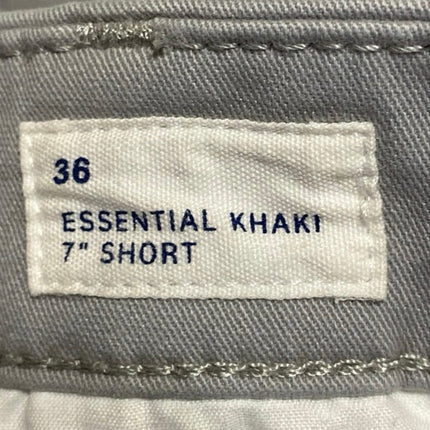 36
ESSENTIAL KHAKI
7" SHORT